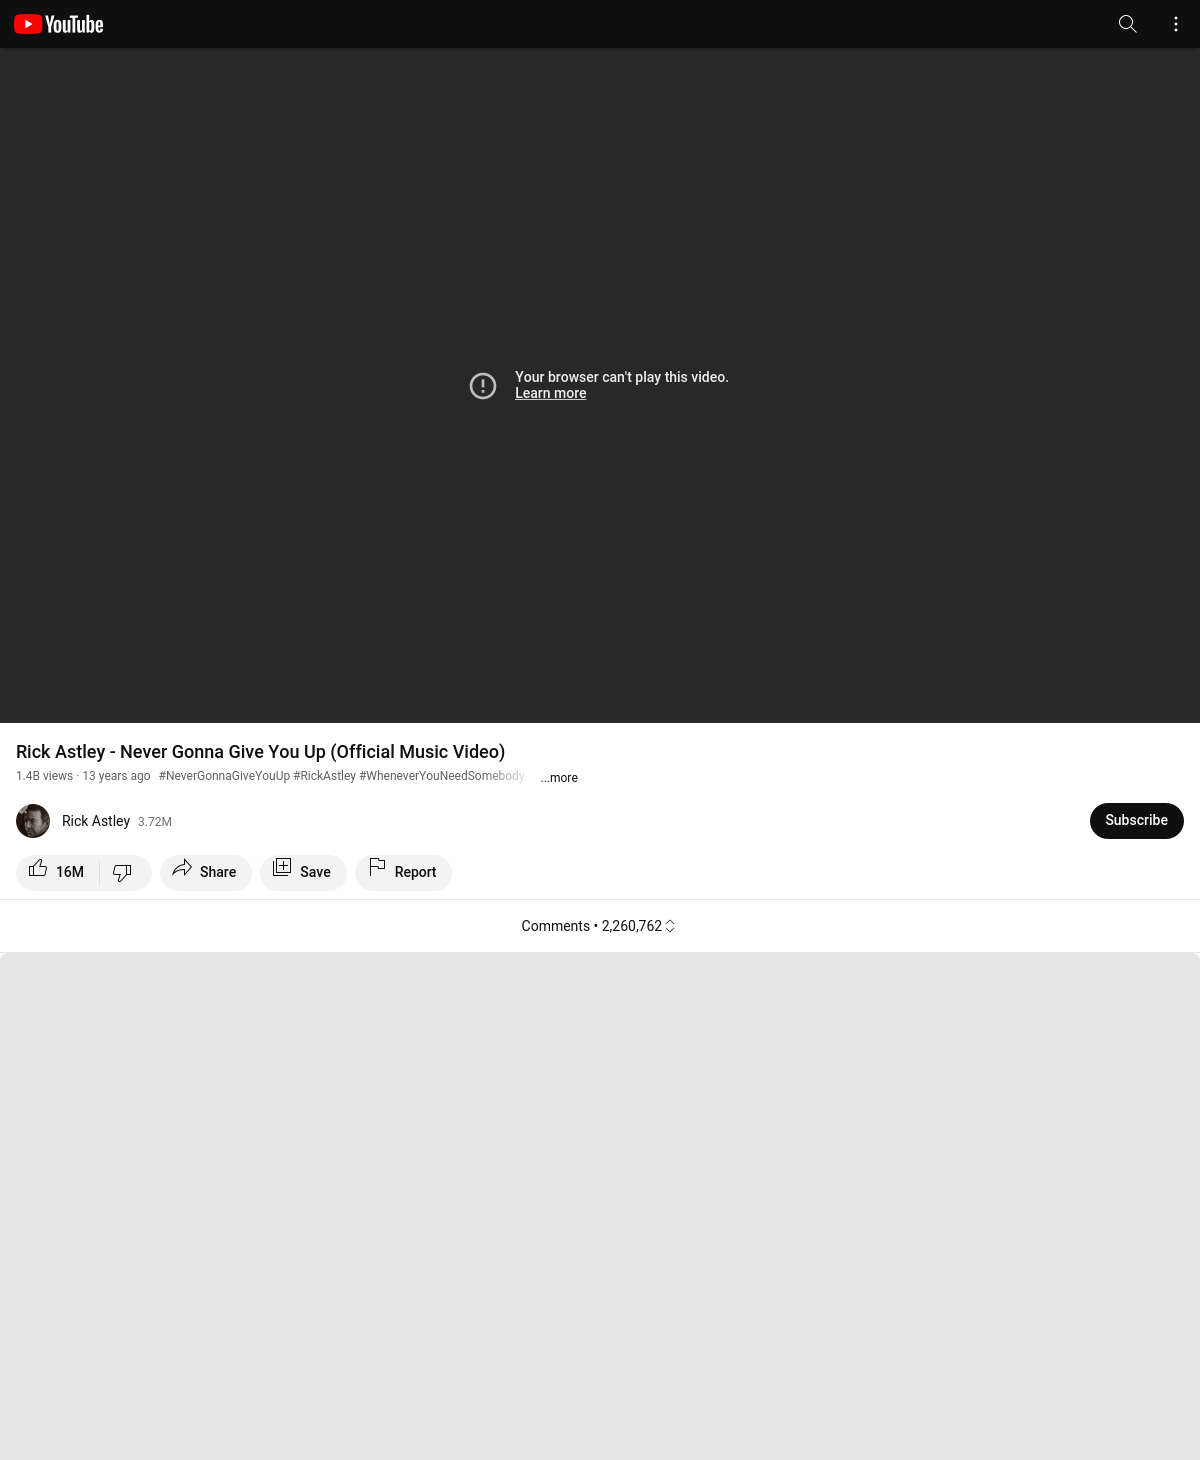 YouTube
Your browser can't play this video.
Learn more
Rick Astley - Never Gonna Give You Up (Official Music Video)
1.4B views · 13 years ago #NeverGonnaGiveYouUp #RickAstley #WheneverYouNeedSomebody ...more
Rick Astley 3.72M
Subscribe
16M
Share
Save
Report
Comments • 2,260,762